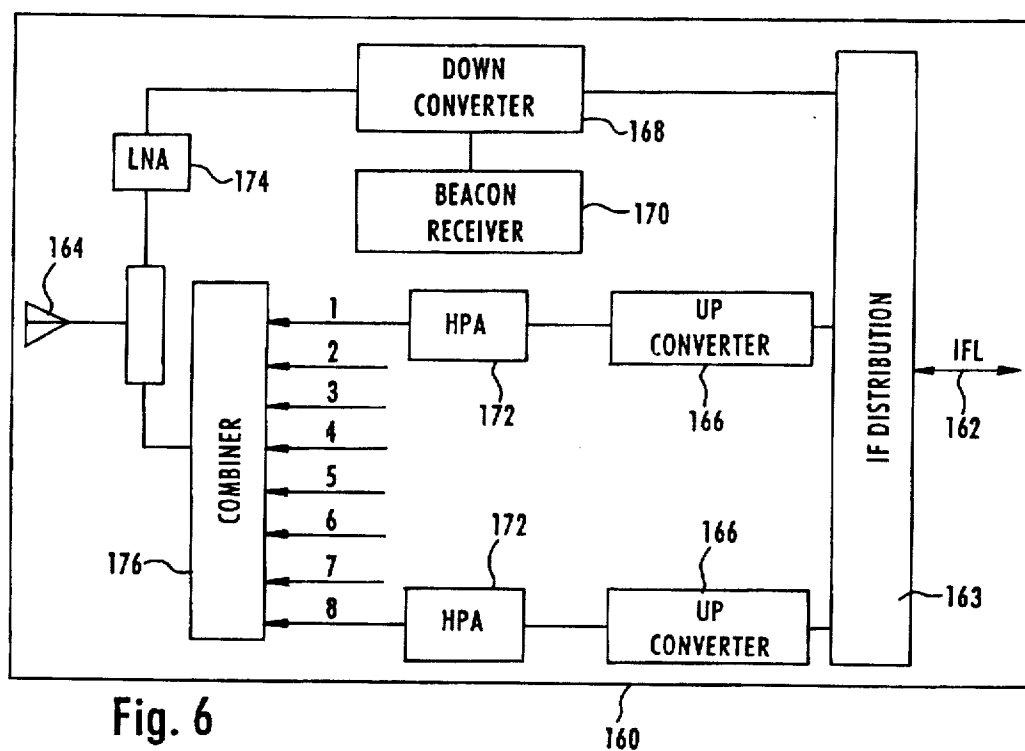 DOWN
CONVERTER
168
LNA
174
BEACON
RECEIVER
170
164
1
HPA
172
UP
CONVERTER
166
2
3
4
5
6
7
8
COMBINER
176
172
HPA
166
UP
CONVERTER
IF DISTRIBUTION
163
IFL
162
Fig. 6
160